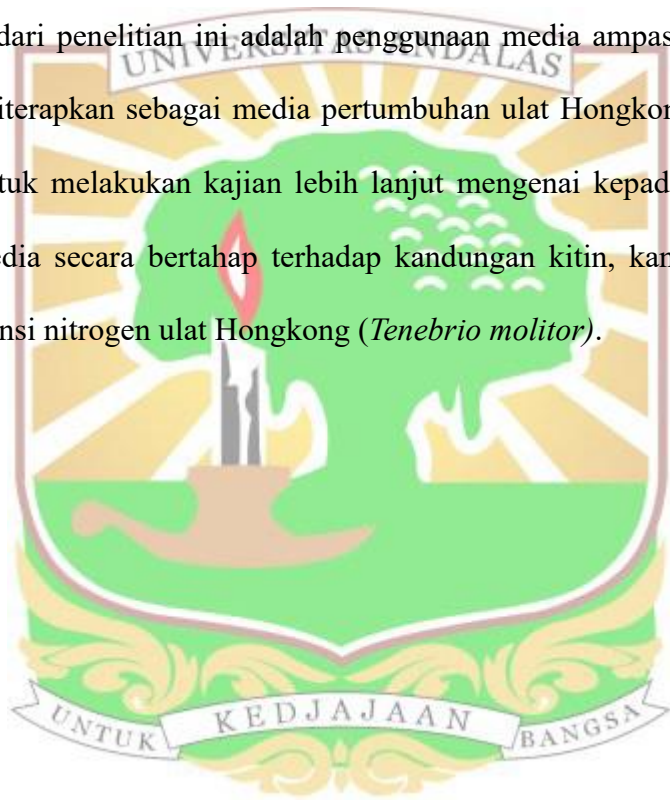 dari penelitian ini adalah penggunaan media ampas
UNIVERSITAS ANDALAS
iterapkan sebagai media pertumbuhan ulat Hongkon
tuk melakukan kajian lebih lanjut mengenai kepad
edia secara bertahap terhadap kandungan kitin, kan
nsi nitrogen ulat Hongkong (Tenebrio molitor).
UNTUK KEDJAJAAN BANGSA